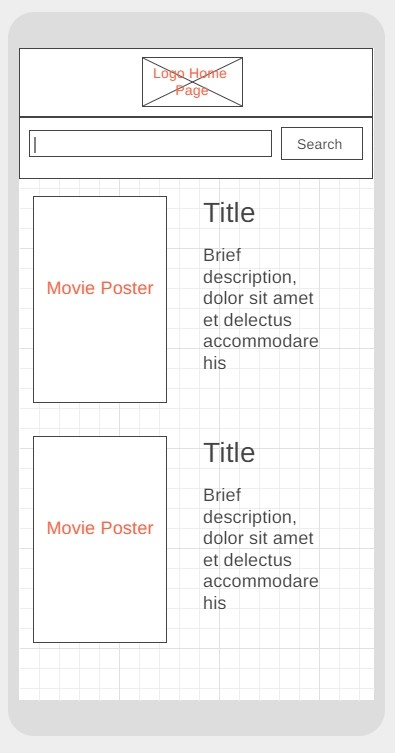 Logo Home
Page
Search
Title
Brief
description,
dolor sit amet
et delectus
accommodare
his
Movie Poster
Title
Brief
description,
dolor sit amet
et delectus
accommodare
his
Movie Poster